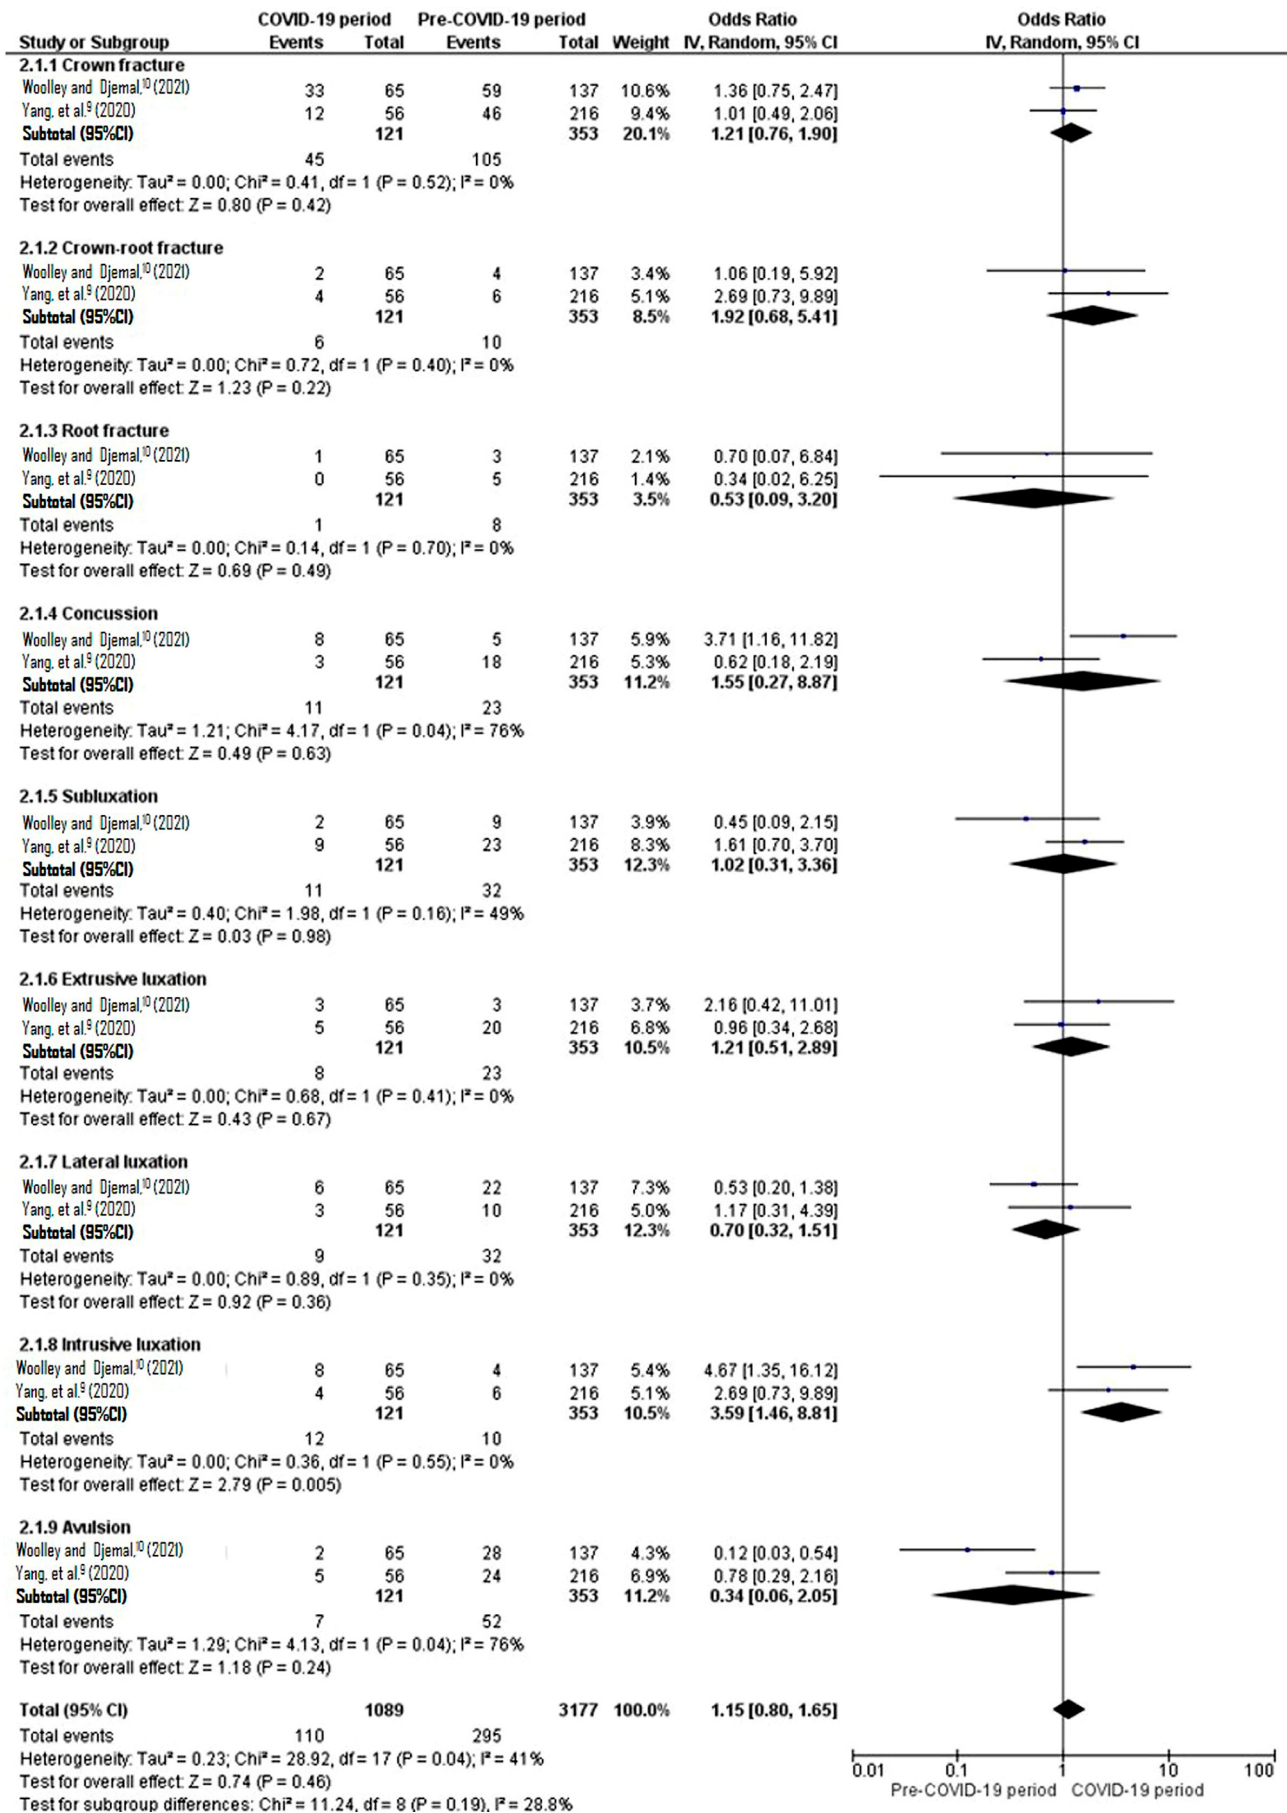 COVID-19 period Pre-COVID-19 period Odds Ratio Odds Ratio
Study or Subgroup Events Total Events Total Weight IV, Random, 95% CI IV, Random, 95% CI
2.1.1 Crown fracture
Woolley and Djemal,¹⁰ (2021) 33 65 59 137 10.6% 1.36 [0.75, 2.47]
Yang, et al.⁹ (2020) 12 56 46 216 9.4% 1.01 [0.49, 2.06]
Subtotal (95%CI) 121 353 20.1% 1.21 [0.76, 1.90]
Total events 45 105
Heterogeneity: Tau² = 0.00; Chi² = 0.41, df = 1 (P = 0.52); I² = 0%
Test for overall effect: Z = 0.80 (P = 0.42)
2.1.2 Crown-root fracture
Woolley and Djemal,¹⁰ (2021) 2 65 4 137 3.4% 1.06 [0.19, 5.92]
Yang, et al.⁹ (2020) 4 56 6 216 5.1% 2.69 [0.73, 9.89]
Subtotal (95%CI) 121 353 8.5% 1.92 [0.68, 5.41]
Total events 6 10
Heterogeneity: Tau² = 0.00; Chi² = 0.72, df = 1 (P = 0.40); I² = 0%
Test for overall effect: Z = 1.23 (P = 0.22)
2.1.3 Root fracture
Woolley and Djemal,¹⁰ (2021) 1 65 3 137 2.1% 0.70 [0.07, 6.84]
Yang, et al.⁹ (2020) 0 56 5 216 1.4% 0.34 [0.02, 6.25]
Subtotal (95%CI) 121 353 3.5% 0.53 [0.09, 3.20]
Total events 1 8
Heterogeneity: Tau² = 0.00; Chi² = 0.14, df = 1 (P = 0.70); I² = 0%
Test for overall effect: Z = 0.69 (P = 0.49)
2.1.4 Concussion
Woolley and Djemal,¹⁰ (2021) 8 65 5 137 5.9% 3.71 [1.16, 11.82]
Yang, et al.⁹ (2020) 3 56 18 216 5.3% 0.62 [0.18, 2.19]
Subtotal (95%CI) 121 353 11.2% 1.55 [0.27, 8.87]
Total events 11 23
Heterogeneity: Tau² = 1.21; Chi² = 4.17, df = 1 (P = 0.04); I² = 76%
Test for overall effect: Z = 0.49 (P = 0.63)
2.1.5 Subluxation
Woolley and Djemal,¹⁰ (2021) 2 65 9 137 3.9% 0.45 [0.09, 2.15]
Yang, et al.⁹ (2020) 9 56 23 216 8.3% 1.61 [0.70, 3.70]
Subtotal (95%CI) 121 353 12.3% 1.02 [0.31, 3.36]
Total events 11 32
Heterogeneity: Tau² = 0.40; Chi² = 1.98, df = 1 (P = 0.16); I² = 49%
Test for overall effect: Z = 0.03 (P = 0.98)
2.1.6 Extrusive luxation
Woolley and Djemal,¹⁰ (2021) 3 65 3 137 3.7% 2.16 [0.42, 11.01]
Yang, et al.⁹ (2020) 5 56 20 216 6.8% 0.96 [0.34, 2.68]
Subtotal (95%CI) 121 353 10.5% 1.21 [0.51, 2.89]
Total events 8 23
Heterogeneity: Tau² = 0.00; Chi² = 0.68, df = 1 (P = 0.41); I² = 0%
Test for overall effect: Z = 0.43 (P = 0.67)
2.1.7 Lateral luxation
Woolley and Djemal,¹⁰ (2021) 6 65 22 137 7.3% 0.53 [0.20, 1.38]
Yang, et al.⁹ (2020) 3 56 10 216 5.0% 1.17 [0.31, 4.39]
Subtotal (95%CI) 121 353 12.3% 0.70 [0.32, 1.51]
Total events 9 32
Heterogeneity: Tau² = 0.00; Chi² = 0.89, df = 1 (P = 0.35); I² = 0%
Test for overall effect: Z = 0.92 (P = 0.36)
2.1.8 Intrusive luxation
Woolley and Djemal,¹⁰ (2021) 8 65 4 137 5.4% 4.67 [1.35, 16.12]
Yang, et al.⁹ (2020) 4 56 6 216 5.1% 2.69 [0.73, 9.89]
Subtotal (95%CI) 121 353 10.5% 3.59 [1.46, 8.81]
Total events 12 10
Heterogeneity: Tau² = 0.00; Chi² = 0.36, df = 1 (P = 0.55); I² = 0%
Test for overall effect: Z = 2.79 (P = 0.005)
2.1.9 Avulsion
Woolley and Djemal,¹⁰ (2021) 2 65 28 137 4.3% 0.12 [0.03, 0.54]
Yang, et al.⁹ (2020) 5 56 24 216 6.9% 0.78 [0.29, 2.16]
Subtotal (95%CI) 121 353 11.2% 0.34 [0.06, 2.05]
Total events 7 52
Heterogeneity: Tau² = 1.29; Chi² = 4.13, df = 1 (P = 0.04); I² = 76%
Test for overall effect: Z = 1.18 (P = 0.24)
Total (95% CI) 1089 3177 100.0% 1.15 [0.80, 1.65]
Total events 110 295
Heterogeneity: Tau² = 0.23; Chi² = 28.92, df = 17 (P = 0.04); I² = 41%
Test for overall effect: Z = 0.74 (P = 0.46)
Test for subgroup differences: Chi² = 11.24, df = 8 (P = 0.19), I² = 28.8%
0.01 0.1 1 10 100
Pre-COVID-19 period COVID-19 period